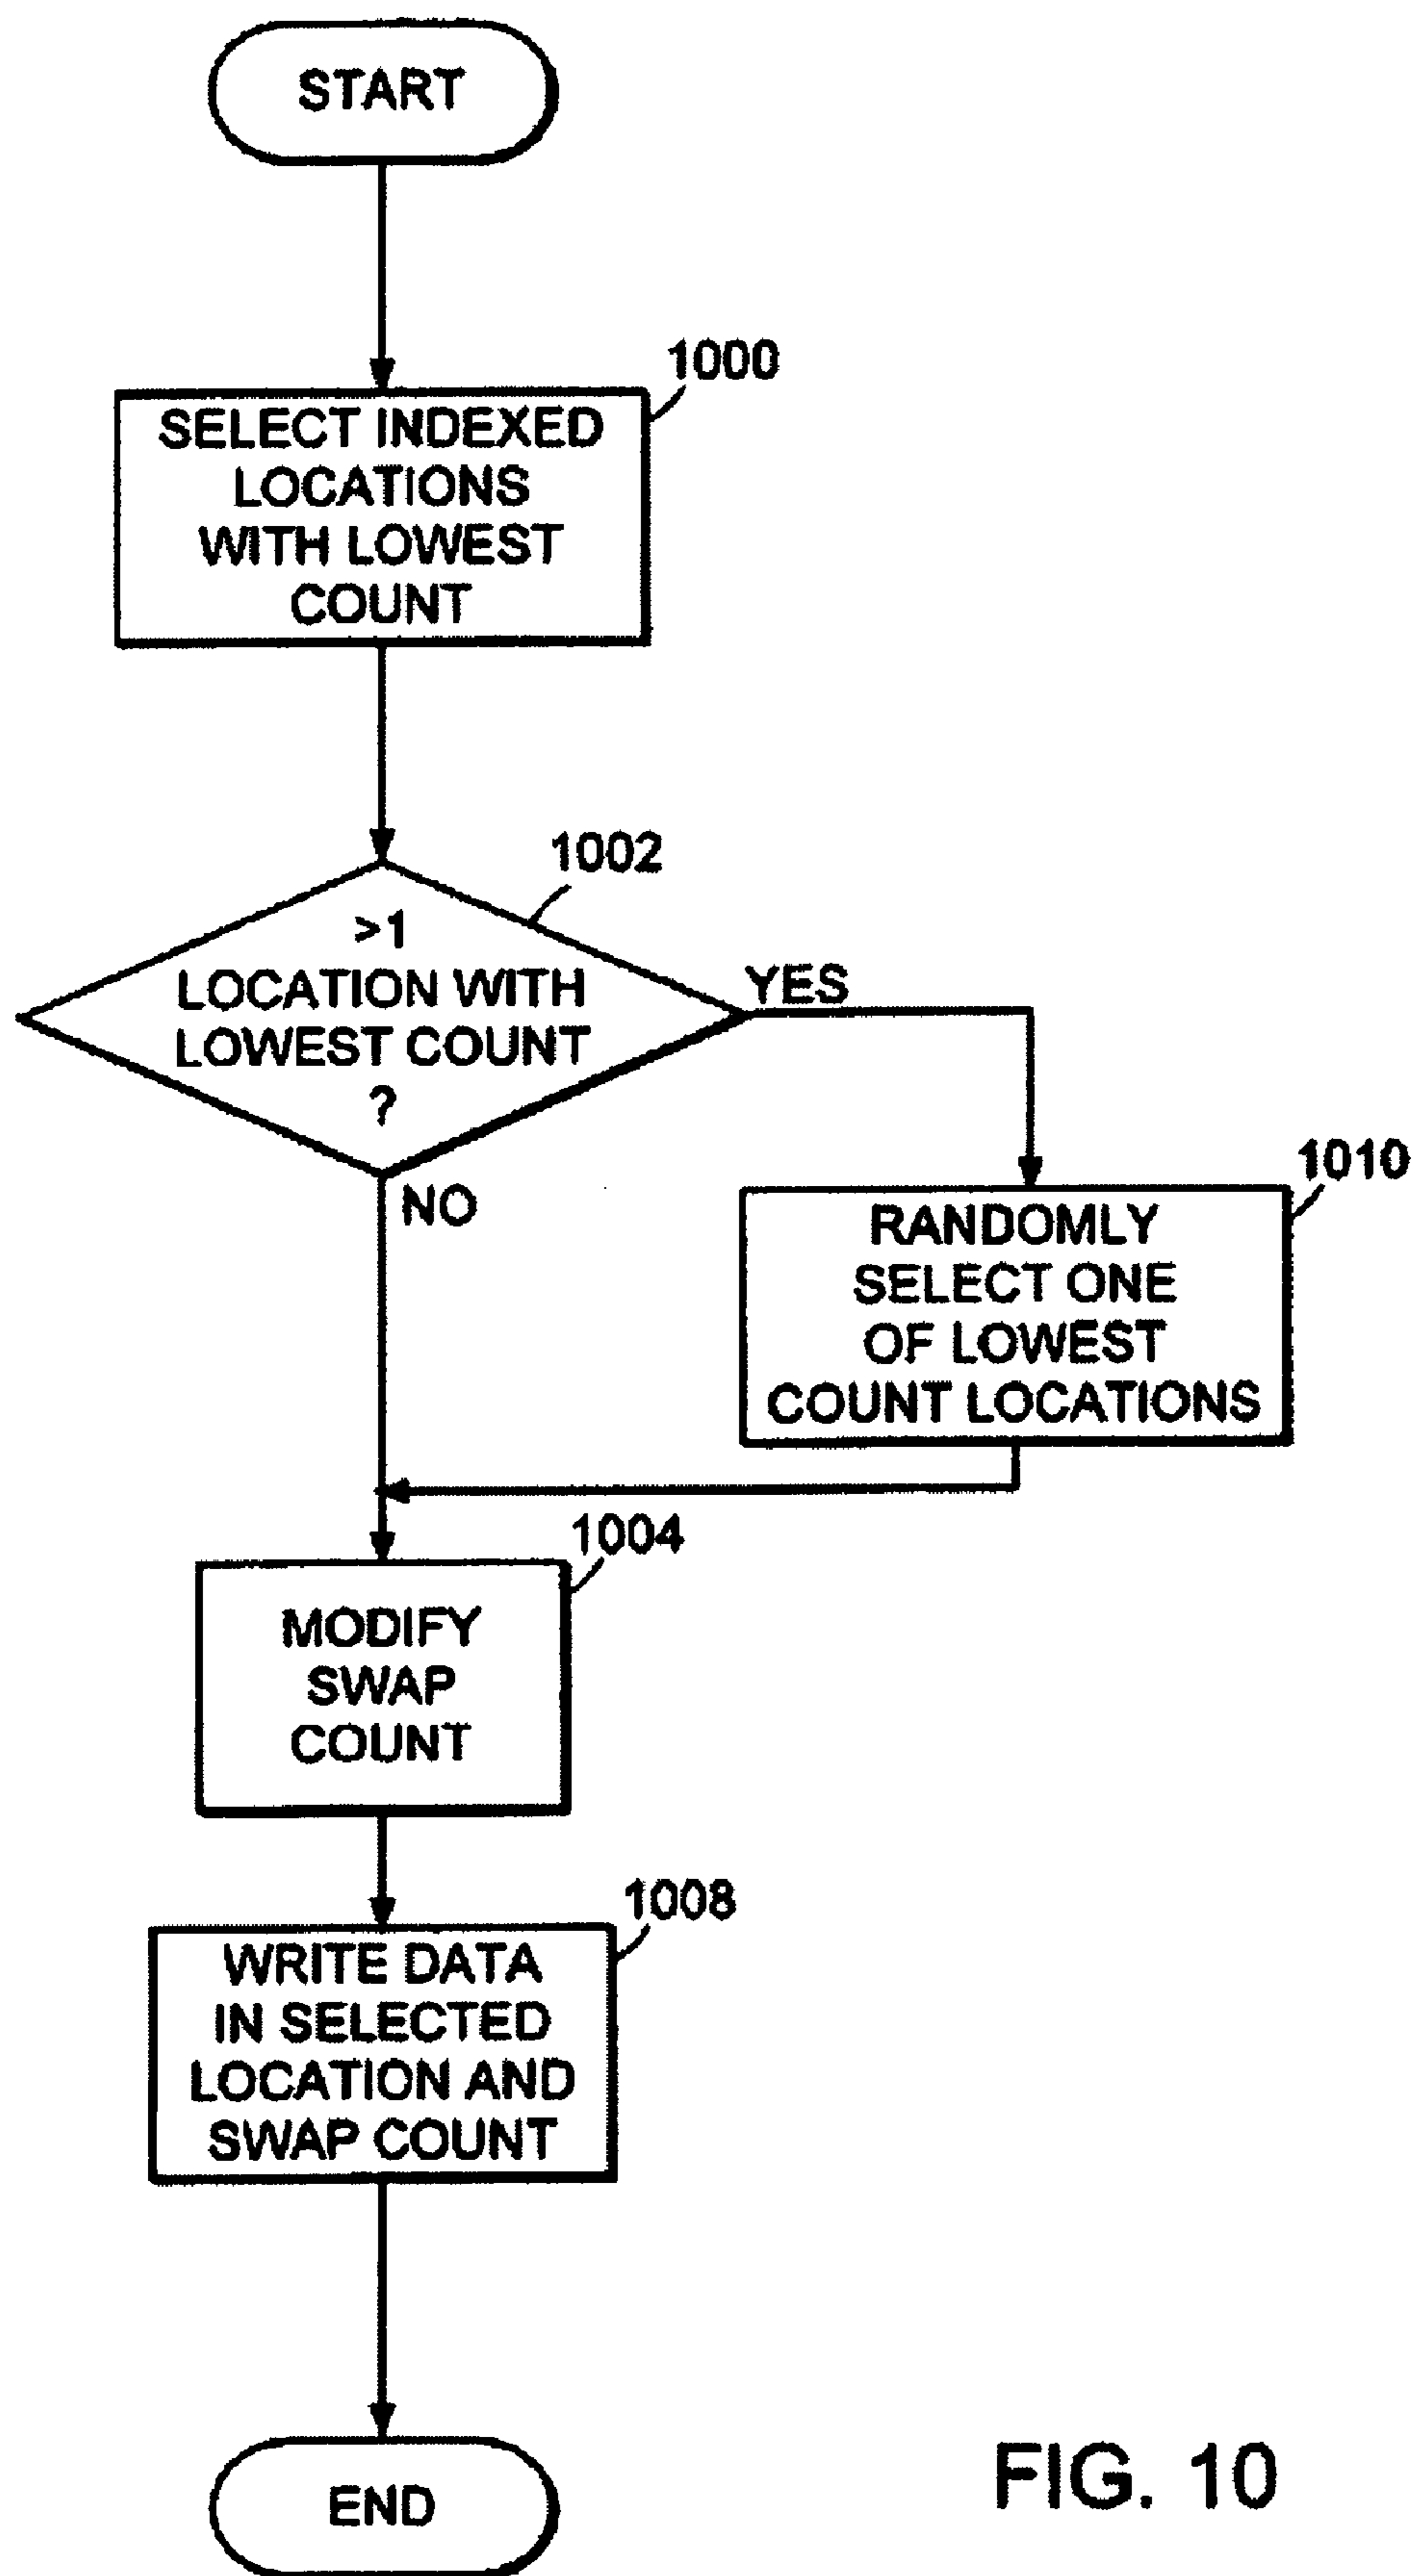 START
1000
SELECT INDEXED
LOCATIONS
WITH LOWEST
COUNT
1002
>1
LOCATION WITH
LOWEST COUNT
?
YES
NO
1010
RANDOMLY
SELECT ONE
OF LOWEST
COUNT LOCATIONS
1004
MODIFY
SWAP
COUNT
1008
WRITE DATA
IN SELECTED
LOCATION AND
SWAP COUNT
END
FIG. 10